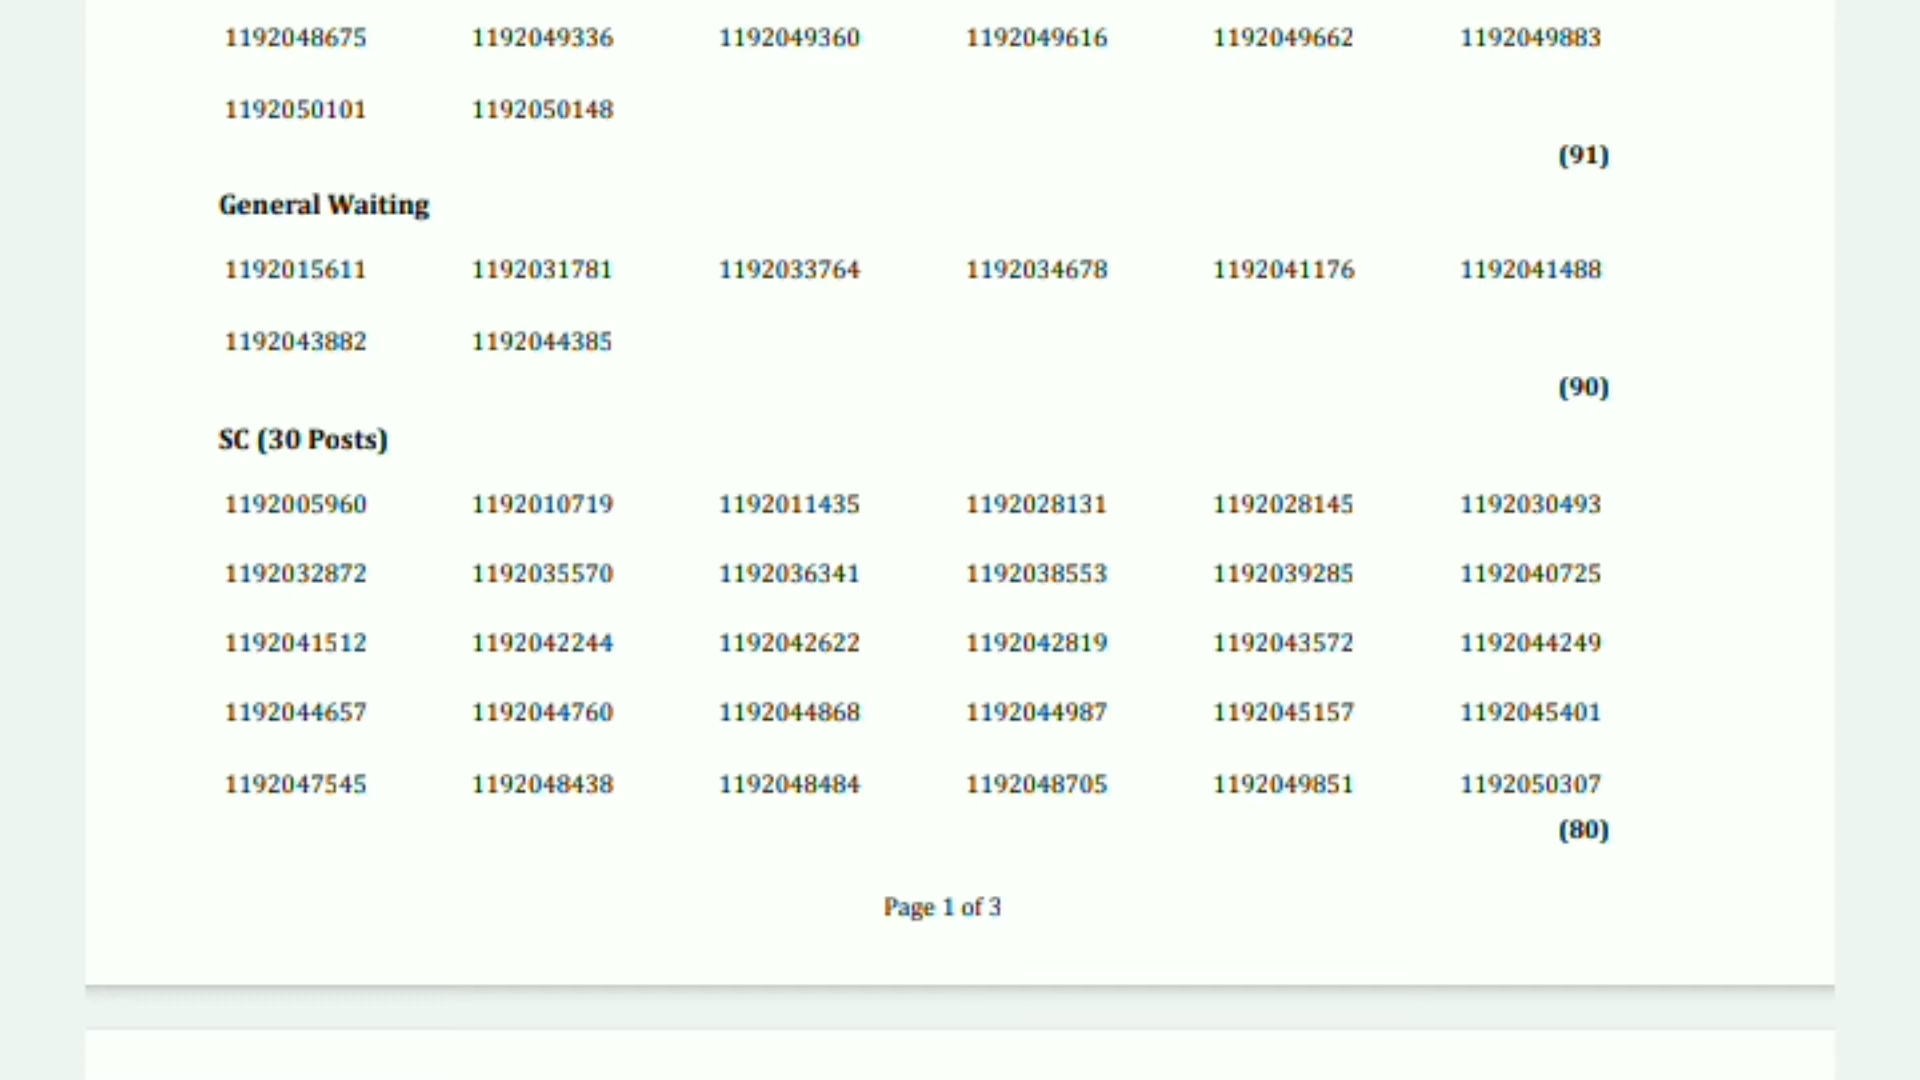 1192048675 1192049336 1192049360 1192049616 1192049662 1192049883
1192050101 1192050148
(91)
General Waiting
1192015611 1192031781 1192033764 1192034678 1192041176 1192041488
1192043882 1192044385
(90)
SC (30 Posts)
1192005960 1192010719 1192011435 1192028131 1192028145 1192030493
1192032872 1192035570 1192036341 1192038553 1192039285 1192040725
1192041512 1192042244 1192042622 1192042819 1192043572 1192044249
1192044657 1192044760 1192044868 1192044987 1192045157 1192045401
1192047545 1192048438 1192048484 1192048705 1192049851 1192050307
(80)
Page 1 of 3